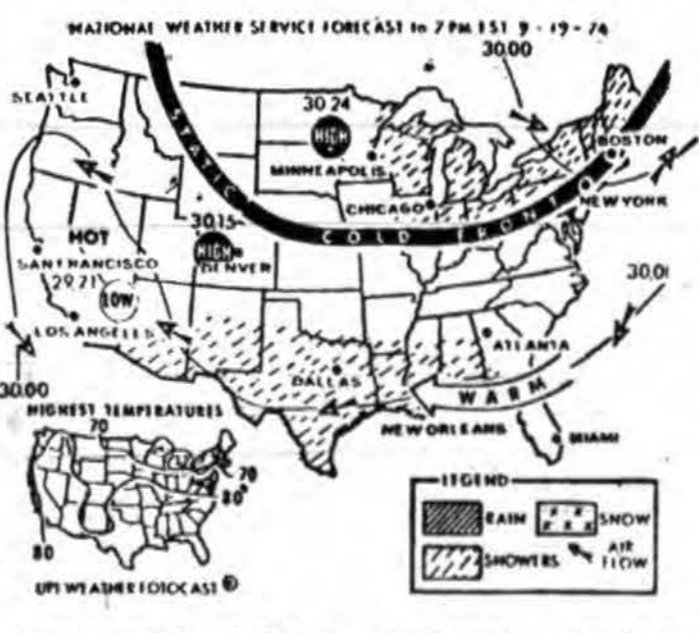 NATIONAL WEATHER SERVICE FORECAST to 7 PM EST 9 - 19 - 74
30.00
SEATTLE
30.24
HIGH
BOSTON
MINNEAPOLIS
STATIC
CHICAGO
NEW YORK
30.15
COLD FRONT
HOT
HIGH
DENVER
SAN FRANCISCO
29.71
LOW
30.01
LOS ANGELES
ATLANTA
DALLAS
30.00
WARM
HIGHEST TEMPERATURES
NEW ORLEANS
MIAMI
70
70
80
80
LEGEND
RAIN
SNOW
SHOWERS
AIR
FLOW
UPI WEATHER FOTOCAST